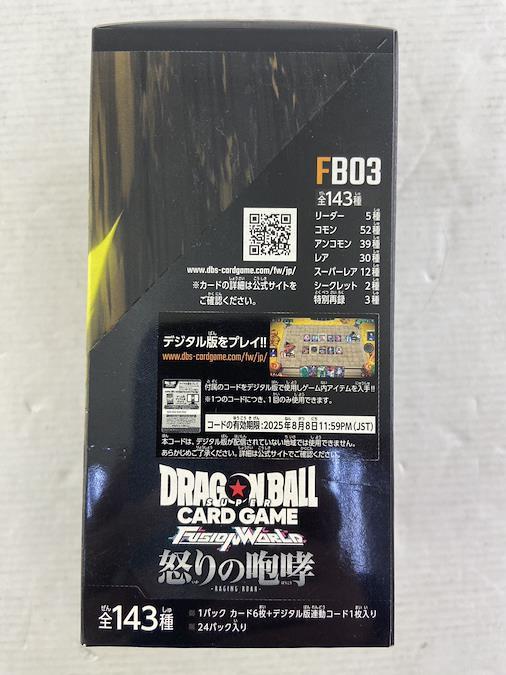 FB03
全143種
リーダー 5種
コモン 52種
アンコモン 39種
レア 30種
スーパーレア 12種
シークレット 2種
特別再録 3種
www.dbs-cardgame.com/fw/jp/
※カードの詳細は公式サイトを
ご確認ください。
デジタル版をプレイ!!
www.dbs-cardgame.com/fw/jp/
付属のコードをデジタル版で使用しゲーム内アイテムを入手!!
※1つのコードにつき、1回のみ使用できます。
コードの有効期限:2025年8月8日11:59PM(JST)
本コードは、デジタル版が配信されていない地域では使用できません。
あらかじめご了承ください。詳細は公式サイトでご確認ください。
DRAGON BALL
SUPER
CARD GAME
FUSION WORLD
怒りの咆哮
-RAGING ROAR-
全143種
1パック カード6枚+デジタル版連動コード1枚入り
24パック入り